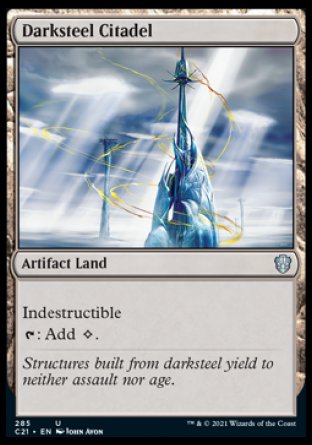 Darksteel Citadel
Artifact Land
Indestructible
: Add .
Structures built from darksteel yield to
neither assault nor age.
285 U
C21 • EN John Avon
™ & © 2021 Wizards of the Coast